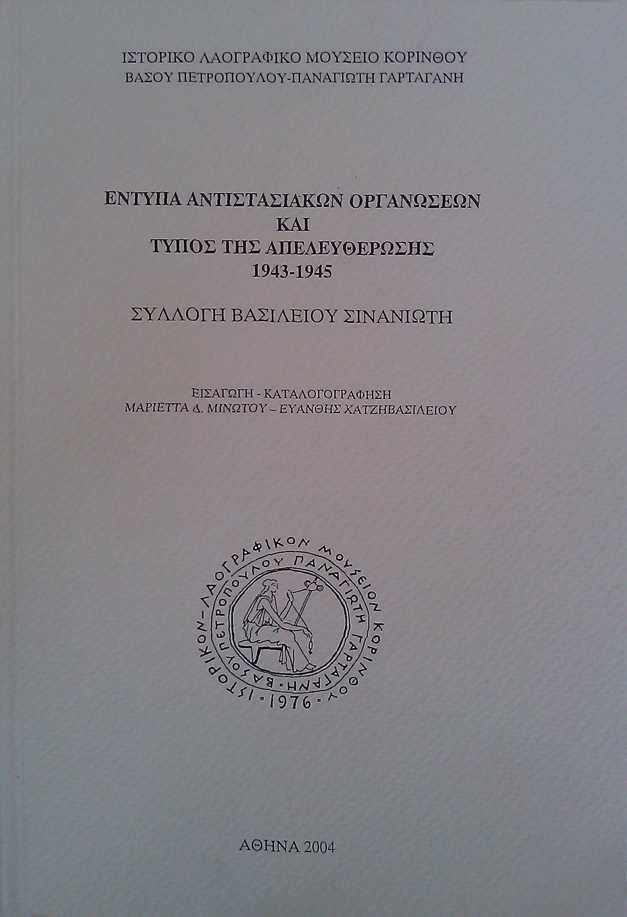 ΙΣΤΟΡΙΚΟ ΛΑΟΓΡΑΦΙΚΟ ΜΟΥΣΕΙΟ ΚΟΡΙΝΘΟΥ
ΒΑΣΟΥ ΠΕΤΡΟΠΟΥΛΟΥ-ΠΑΝΑΓΙΩΤΗ ΓΑΡΤΑΓΑΝΗ
ΕΝΤΥΠΑ ΑΝΤΙΣΤΑΣΙΑΚΩΝ ΟΡΓΑΝΩΣΕΩΝ
ΚΑΙ
ΤΥΠΟΣ ΤΗΣ ΑΠΕΛΕΥΘΕΡΩΣΗΣ
1943-1945
ΣΥΛΛΟΓΗ ΒΑΣΙΛΕΙΟΥ ΣΙΝΑΝΙΩΤΗ
ΕΙΣΑΓΩΓΗ - ΚΑΤΑΛΟΓΟΓΡΑΦΗΣΗ
ΜΑΡΙΕΤΤΑ Δ. ΜΙΝΩΤΟΥ – ΕΥΑΝΘΗΣ ΧΑΤΖΗΒΑΣΙΛΕΙΟΥ
ΙΣΤΟΡΙΚΟΝ-ΛΑΟΓΡΑΦΙΚΟΝ ΜΟΥΣΕΙΟΝ ΚΟΡΙΝΘΟΥ
ΒΑΣΟΥ ΠΕΤΡΟΠΟΥΛΟΥ ΠΑΝΑΓΙΩΤΗ ΓΑΡΤΑΓΑΝΗ
·1976·
ΑΘΗΝΑ 2004